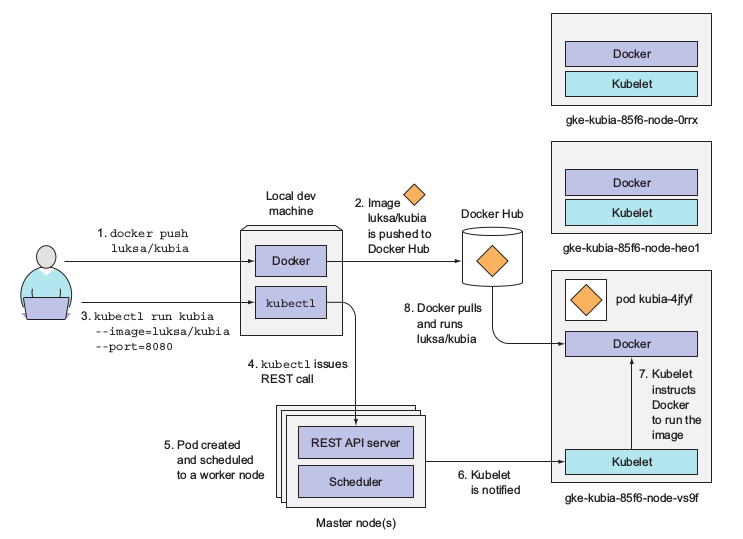 Docker
Kubelet
gke-kubia-85f6-node-0rrx
Docker
Kubelet
gke-kubia-85f6-node-heo1
Local dev
machine
1. docker push
luksa/kubia
2. Image
luksa/kubia
is pushed to
Docker Hub
Docker Hub
Docker
kubectl
3. kubectl run kubia
--image=luksa/kubia
--port=8080
4. kubectl issues
REST call
8. Docker pulls
and runs
luksa/kubia
pod kubia-4jfyf
Docker
7. Kubelet
instructs
Docker
to run the
image
5. Pod created
and scheduled
to a worker node
REST API server
Scheduler
Master node(s)
6. Kubelet
is notified
Kubelet
gke-kubia-85f6-node-vs9f